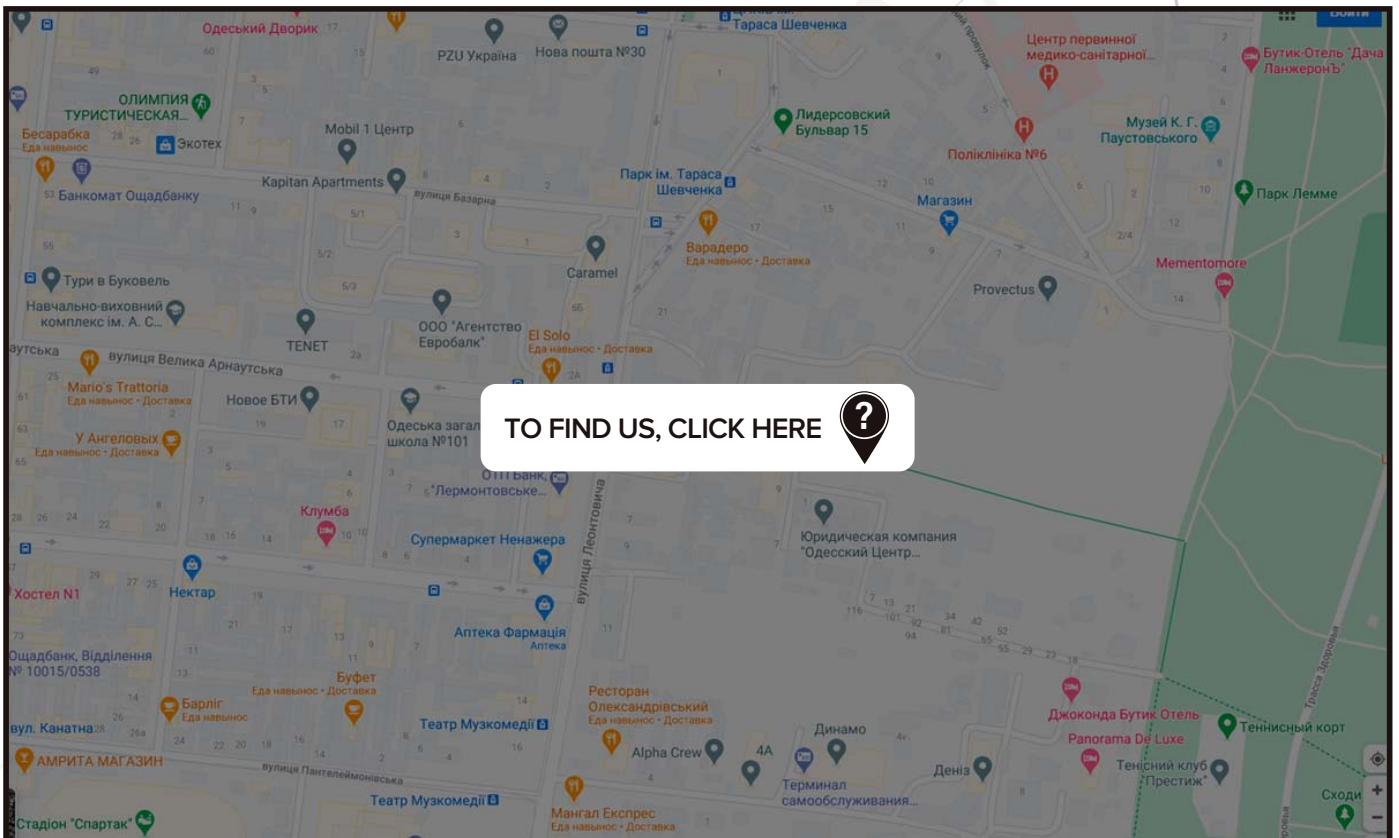 Тараса Шевченка
Войти
Одеський Дворик
PZU Україна
Нова пошта №30
Центр первинної
медико-санітарної...
Бутик-Отель "Дача
ЛанжеронЪ"
ОЛИМПИЯ
ТУРИСТИЧЕСКАЯ...
Бесарабка
Еда навынос
Экотех
Mobil 1 Центр
Лидерсовский
Бульвар 15
Музей К. Г.
Паустовського
Поліклініка №6
Банкомат Ощадбанку
Kapitan Apartments
вулиця Базарна
Парк ім. Тараса
Шевченка
Магазин
Парк Лемме
Варадеро
Еда навынос • Доставка
Caramel
Mementomore
Тури в Буковель
Provectus
Навчально-виховний
комплекс ім. А. С...
TENET
ООО "Агентство
Евробалк"
El Solo
Еда навынос • Доставка
вулиця Велика Арнаутська
Mario's Trattoria
Еда навынос • Доставка
Новое БТИ
Одеська загал
школа №101
TO FIND US, CLICK HERE ?
У Ангеловых
Еда навынос • Доставка
ОТП Банк,
"Лермонтовське...
вулиця Леонтовича
Клумба
Супермаркет Ненажера
Юридическая компания
"Одесский Центр...
Хостел N1
Нектар
Аптека Фармація
Аптека
Ощадбанк, Відділення
№ 10015/0538
Буфет
Еда навынос • Доставка
Барліг
Еда навынос
Ресторан
Олександрівський
Еда навынос • Доставка
Трасса Здоровья
вул. Канатна
Театр Музкомедії
Джоконда Бутик Отель
Теннисный корт
Динамо
Panorama De Luxe
АМРИТА МАГАЗИН
Alpha Crew
4А
Деніз
Тенісний клуб
"Престиж"
вулиця Пантелеймонівська
Терминал
самообслуживания...
Театр Музкомедії
Мангал Експрес
Еда навынос • Доставка
Сходи
Стадіон "Спартак"